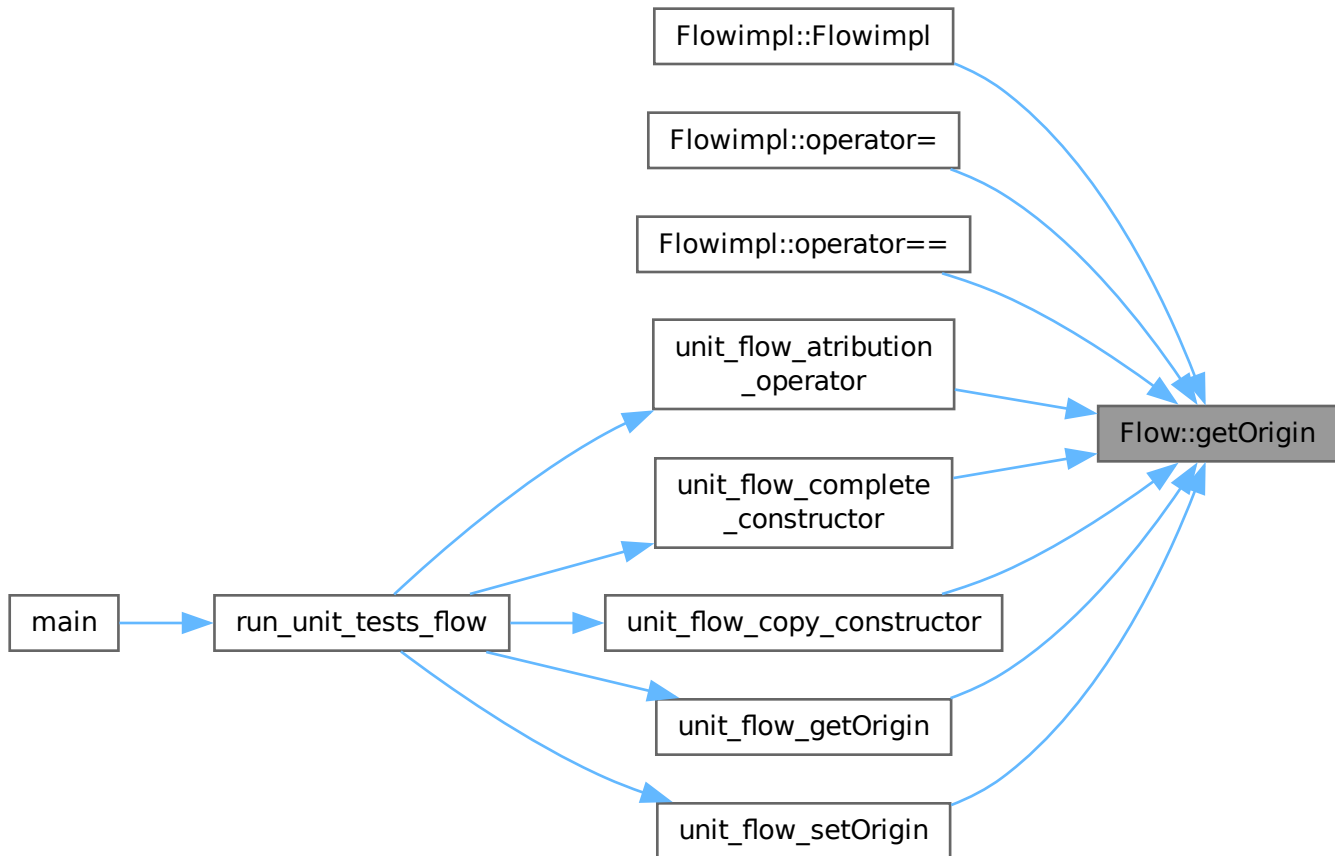 Flowimpl::Flowimpl
Flowimpl::operator=
Flowimpl::operator==
unit_flow_atribution
_operator
Flow::getOrigin
unit_flow_complete
_constructor
main
run_unit_tests_flow
unit_flow_copy_constructor
unit_flow_getOrigin
unit_flow_setOrigin